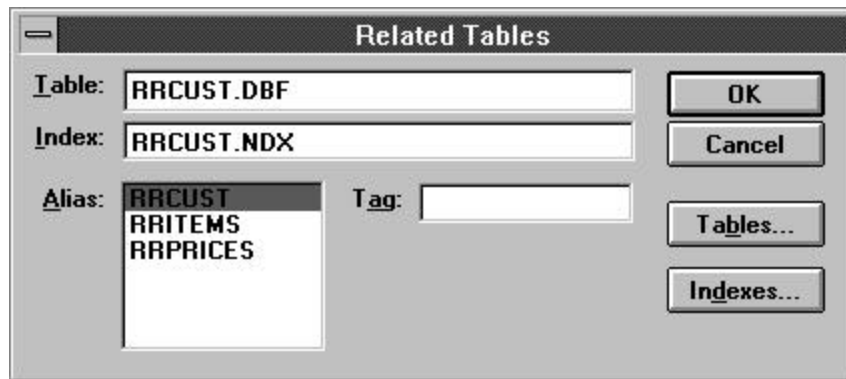 Related Tables
Table: RRCUST.DBF
OK
Index: RRCUST.NDX
Cancel
Alias: RRCUST
RRITEMS
RRPRICES
Tag:
Tables...
Indexes...